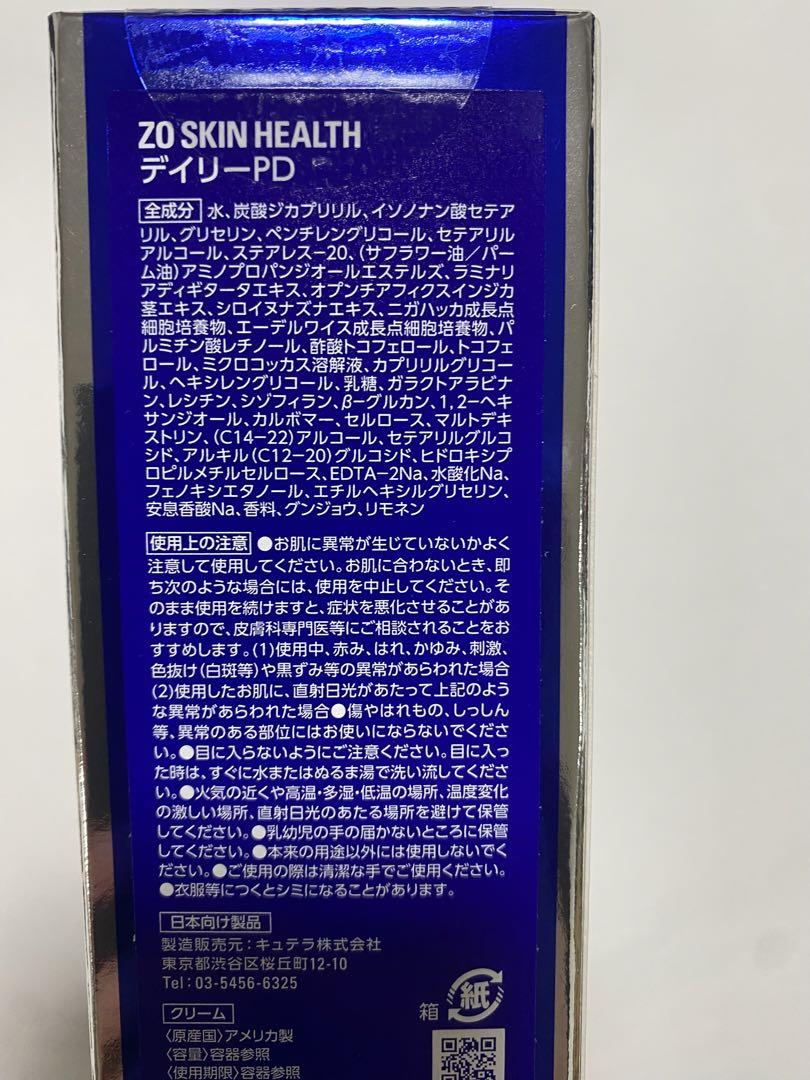 ZO SKIN HEALTH
デイリーPD
全成分 水、炭酸ジカプリリル、イソノナン酸セテア
リル、グリセリン、ペンチレングリコール、セテアリル
アルコール、ステアレス-20、(サフラワー油/パー
ム油)アミノプロパンジオールエステルズ、ラミナリ
アディギタータエキス、オプンチアフィクスインジカ
茎エキス、シロイヌナズナエキス、ニガハッカ成長点
細胞培養物、エーデルワイス成長点細胞培養物、パ
ルミチン酸レチノール、酢酸トコフェロール、トコフェ
ロール、ミクロコッカス溶解液、カプリリルグリコー
ル、ヘキシレングリコール、乳糖、ガラクトアラビナ
ン、レシチン、シゾフィラン、β-グルカン、1,2-ヘキ
サンジオール、カルボマー、セルロース、マルトデキ
ストリン、(C14-22)アルコール、セテアリルグルコ
シド、アルキル(C12-20)グルコシド、ヒドロキシプ
ロピルメチルセルロース、EDTA-2Na、水酸化Na、
フェノキシエタノール、エチルヘキシルグリセリン、
安息香酸Na、香料、グンジョウ、リモネン
使用上の注意 ●お肌に異常が生じていないかよく
注意して使用してください。お肌に合わないとき、即
ち次のような場合には、使用を中止してください。そ
のまま使用を続けますと、症状を悪化させることがあ
りますので、皮膚科専門医等にご相談されることをお
すすめします。(1)使用中、赤み、はれ、かゆみ、刺激、
色抜け(白斑等)や黒ずみ等の異常があらわれた場合
(2)使用したお肌に、直射日光があたって上記のよう
な異常があらわれた場合●傷やはれもの、しっしん
等、異常のある部位にはお使いにならないでくださ
い。●目に入らないようにご注意ください。目に入っ
た時は、すぐに水またはぬるま湯で洗い流してくださ
い。●火気の近くや高温・多湿・低温の場所、温度変化
の激しい場所、直射日光のあたる場所を避けて保管
してください。●乳幼児の手の届かないところに保管
してください。●本来の用途以外には使用しないでく
ださい。●ご使用の際は清潔な手でご使用ください。
●衣服等につくとシミになることがあります。
日本向け製品
製造販売元:キュテラ株式会社
東京都渋谷区桜丘町12-10
Tel:03-5456-6325
箱 紙
クリーム
〈原産国〉アメリカ製
〈容量〉容器参照
〈使用期限〉容器参照